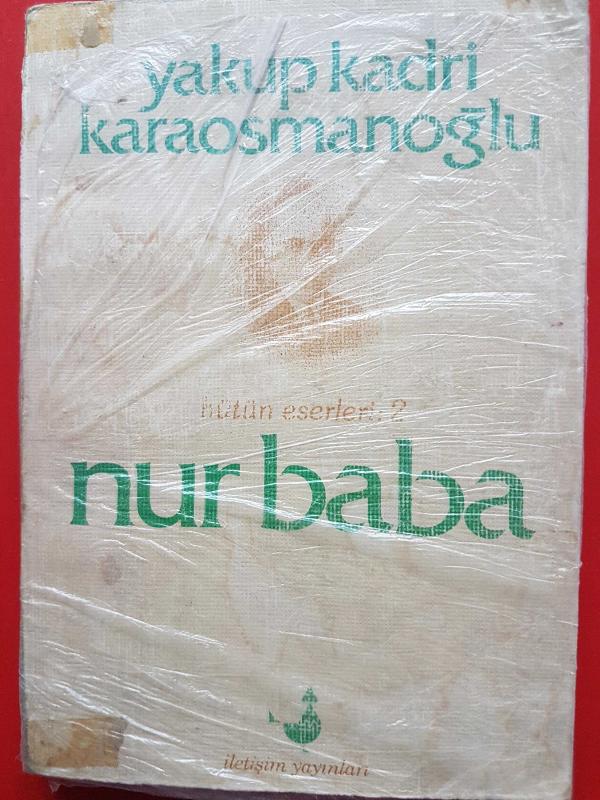 yakup kadri
karaosmanoğlu
bütün eserleri: 2
nur baba
iletişim yayınları